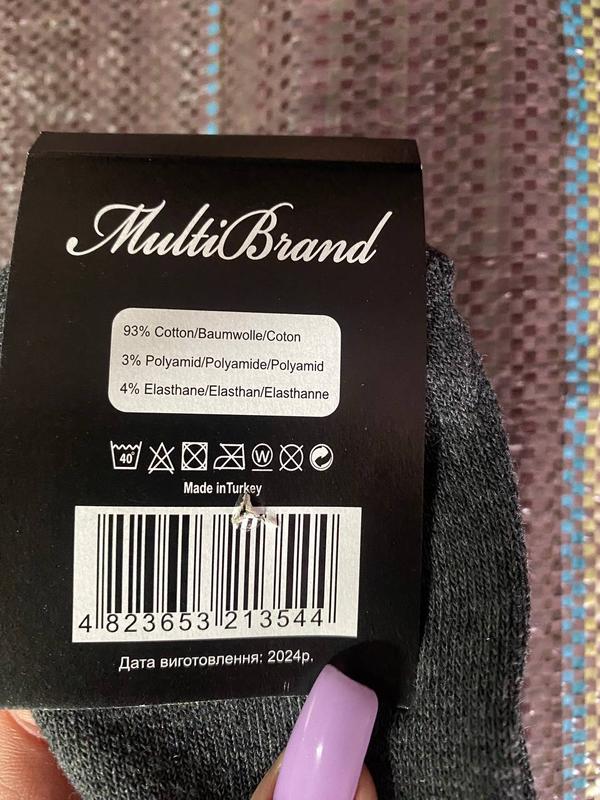 MultiBrand
93% Cotton/Baumwolle/Coton
3% Polyamid/Polyamide/Polyamid
4% Elasthane/Elasthan/Elasthanne
40° W
Made inTurkey
4 823653 213544
Дата виготовлення: 2024р.